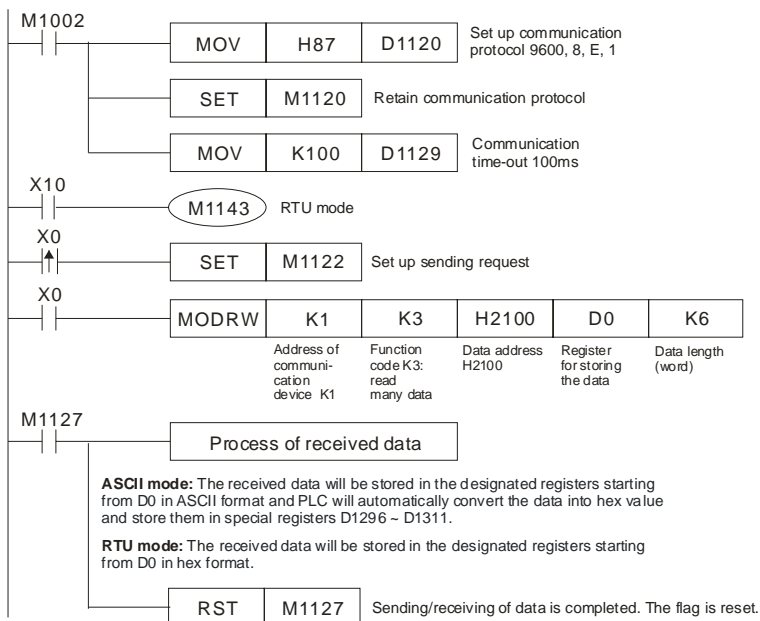 M1002
MOV H87 D1120 Set up communication
protocol 9600, 8, E, 1
SET M1120 Retain communication protocol
MOV K100 D1129 Communication
time-out 100ms
X10
M1143 RTU mode
X0
SET M1122 Set up sending request
X0
MODRW K1 K3 H2100 D0 K6
Address of
communi-
cation
device K1
Function
code K3:
read
many data
Data address
H2100
Register
for storing
the data
Data length
(word)
M1127
Process of received data
ASCII mode: The received data will be stored in the designated registers starting
from D0 in ASCII format and PLC will automatically convert the data into hex value
and store them in special registers D1296 ~ D1311.
RTU mode: The received data will be stored in the designated registers starting
from D0 in hex format.
RST M1127 Sending/receiving of data is completed. The flag is reset.